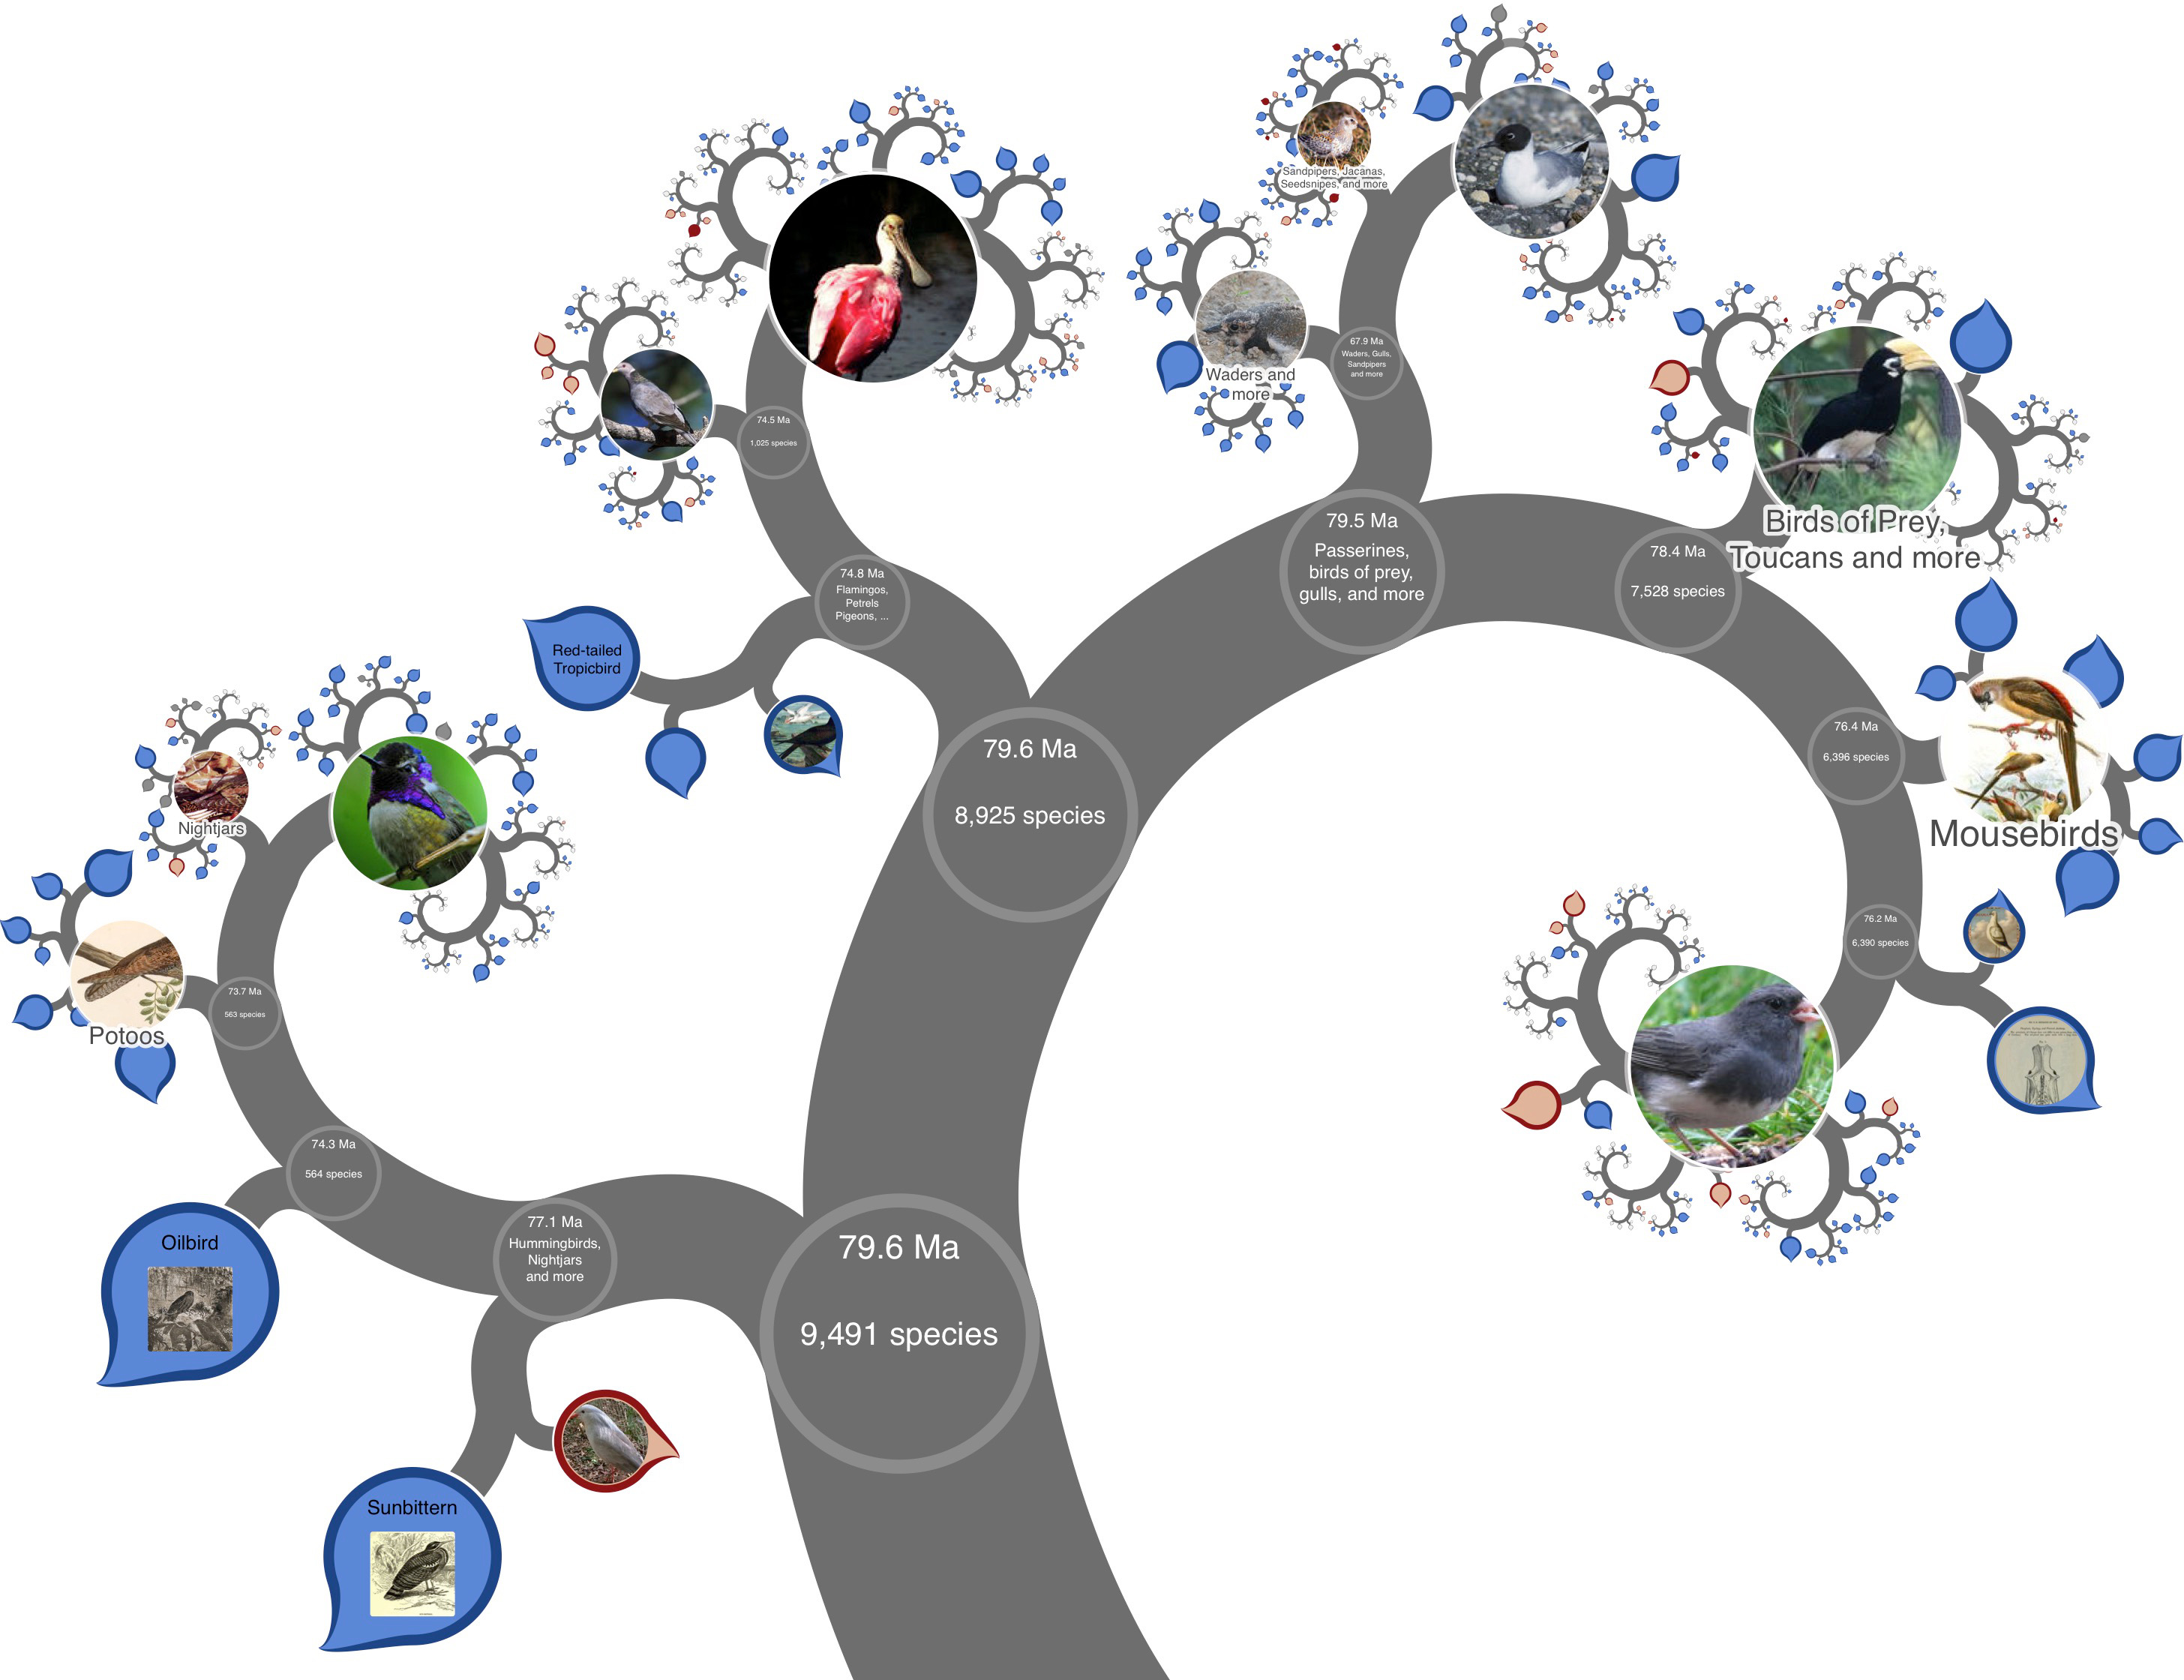 Sandpipers, Jacanas,
Seedsnipes, and more
67.9 Ma
Waders, Gulls,
Sandpipers
and more
Waders and
more
74.5 Ma
1,025 species
79.5 Ma
Passerines,
birds of prey,
gulls, and more
78.4 Ma
7,528 species
Birds of Prey,
Toucans and more
74.8 Ma
Flamingos,
Petrels
Pigeons, ...
Red-tailed
Tropicbird
79.6 Ma
8,925 species
76.4 Ma
6,396 species
Mousebirds
Nightjars
76.2 Ma
6,390 species
Potoos
73.7 Ma
563 species
74.3 Ma
564 species
Oilbird
77.1 Ma
Hummingbirds,
Nightjars
and more
79.6 Ma
9,491 species
Sunbittern